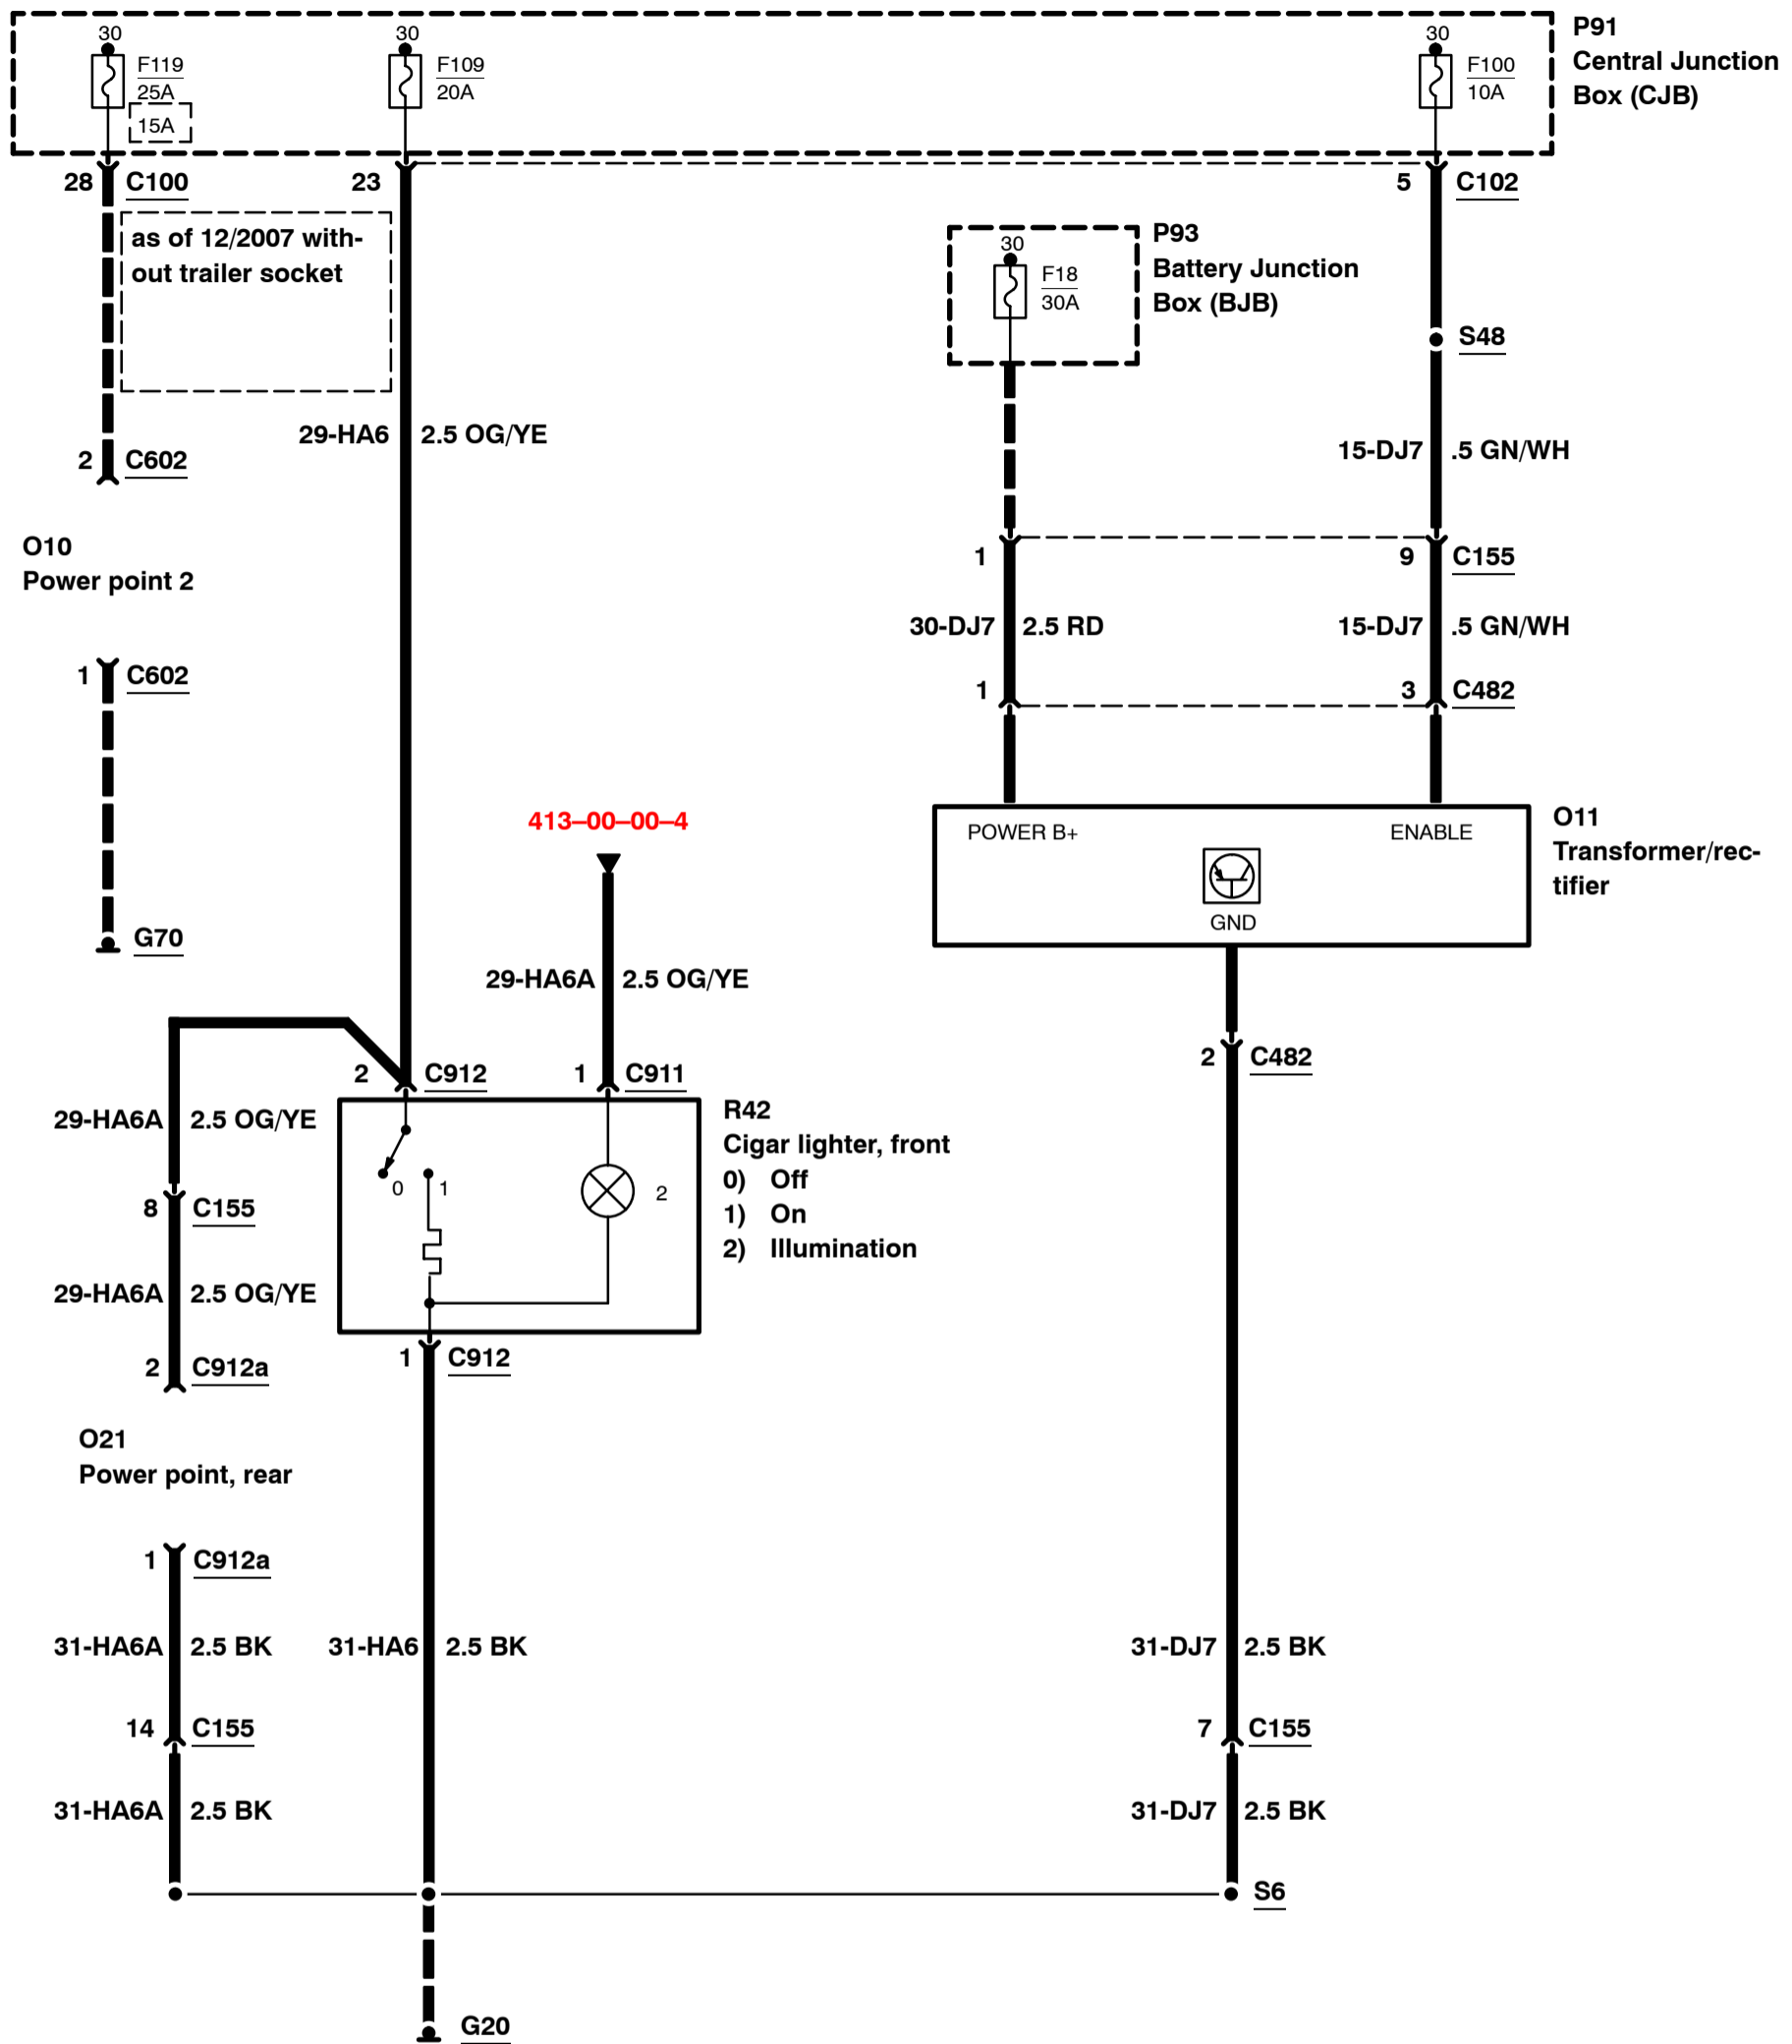 30
30
30
P91
Central Junction
Box (CJB)
F119
25A
15A
F109
20A
F100
10A
28 C100
23
5 C102
as of 12/2007 with-
out trailer socket
30
F18
30A
P93
Battery Junction
Box (BJB)
S48
29-HA6 2.5 OG/YE
15-DJ7 .5 GN/WH
2 C602
O10
Power point 2
1
9 C155
30-DJ7 2.5 RD
15-DJ7 .5 GN/WH
1 C602
1
3 C482
413–00–00–4
POWER B+
ENABLE
GND
O11
Transformer/rec-
tifier
G70
29-HA6A 2.5 OG/YE
2 C482
2 C912
1 C911
29-HA6A 2.5 OG/YE
R42
Cigar lighter, front
0) Off
1) On
2) Illumination
0
1
2
8 C155
29-HA6A 2.5 OG/YE
2 C912a
1 C912
O21
Power point, rear
1 C912a
31-HA6A 2.5 BK
31-HA6 2.5 BK
31-DJ7 2.5 BK
14 C155
7 C155
31-HA6A 2.5 BK
31-DJ7 2.5 BK
S6
G20